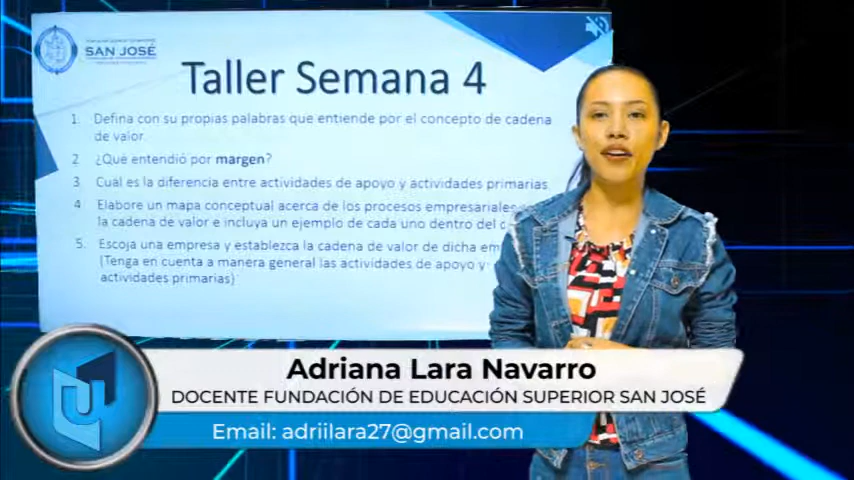 SAN JOSÉ
Taller Semana 4
1. Defina con su propias palabras que entiende por el concepto de cadena
de valor.
2 ¿Qué entendió por margen?
3 Cuál es la diferencia entre actividades de apoyo y actividades primarias.
4 Elabore un mapa conceptual acerca de los procesos empresariales
la cadena de valor e incluya un ejemplo de cada uno dentro del
5. Escoja una empresa y establezca la cadena de valor de dicha
(Tenga en cuenta a manera general las actividades de apoyo y
actividades primarias)
Adriana Lara Navarro
DOCENTE FUNDACIÓN DE EDUCACIÓN SUPERIOR SAN JOSÉ
Email: adriilara27@gmail.com